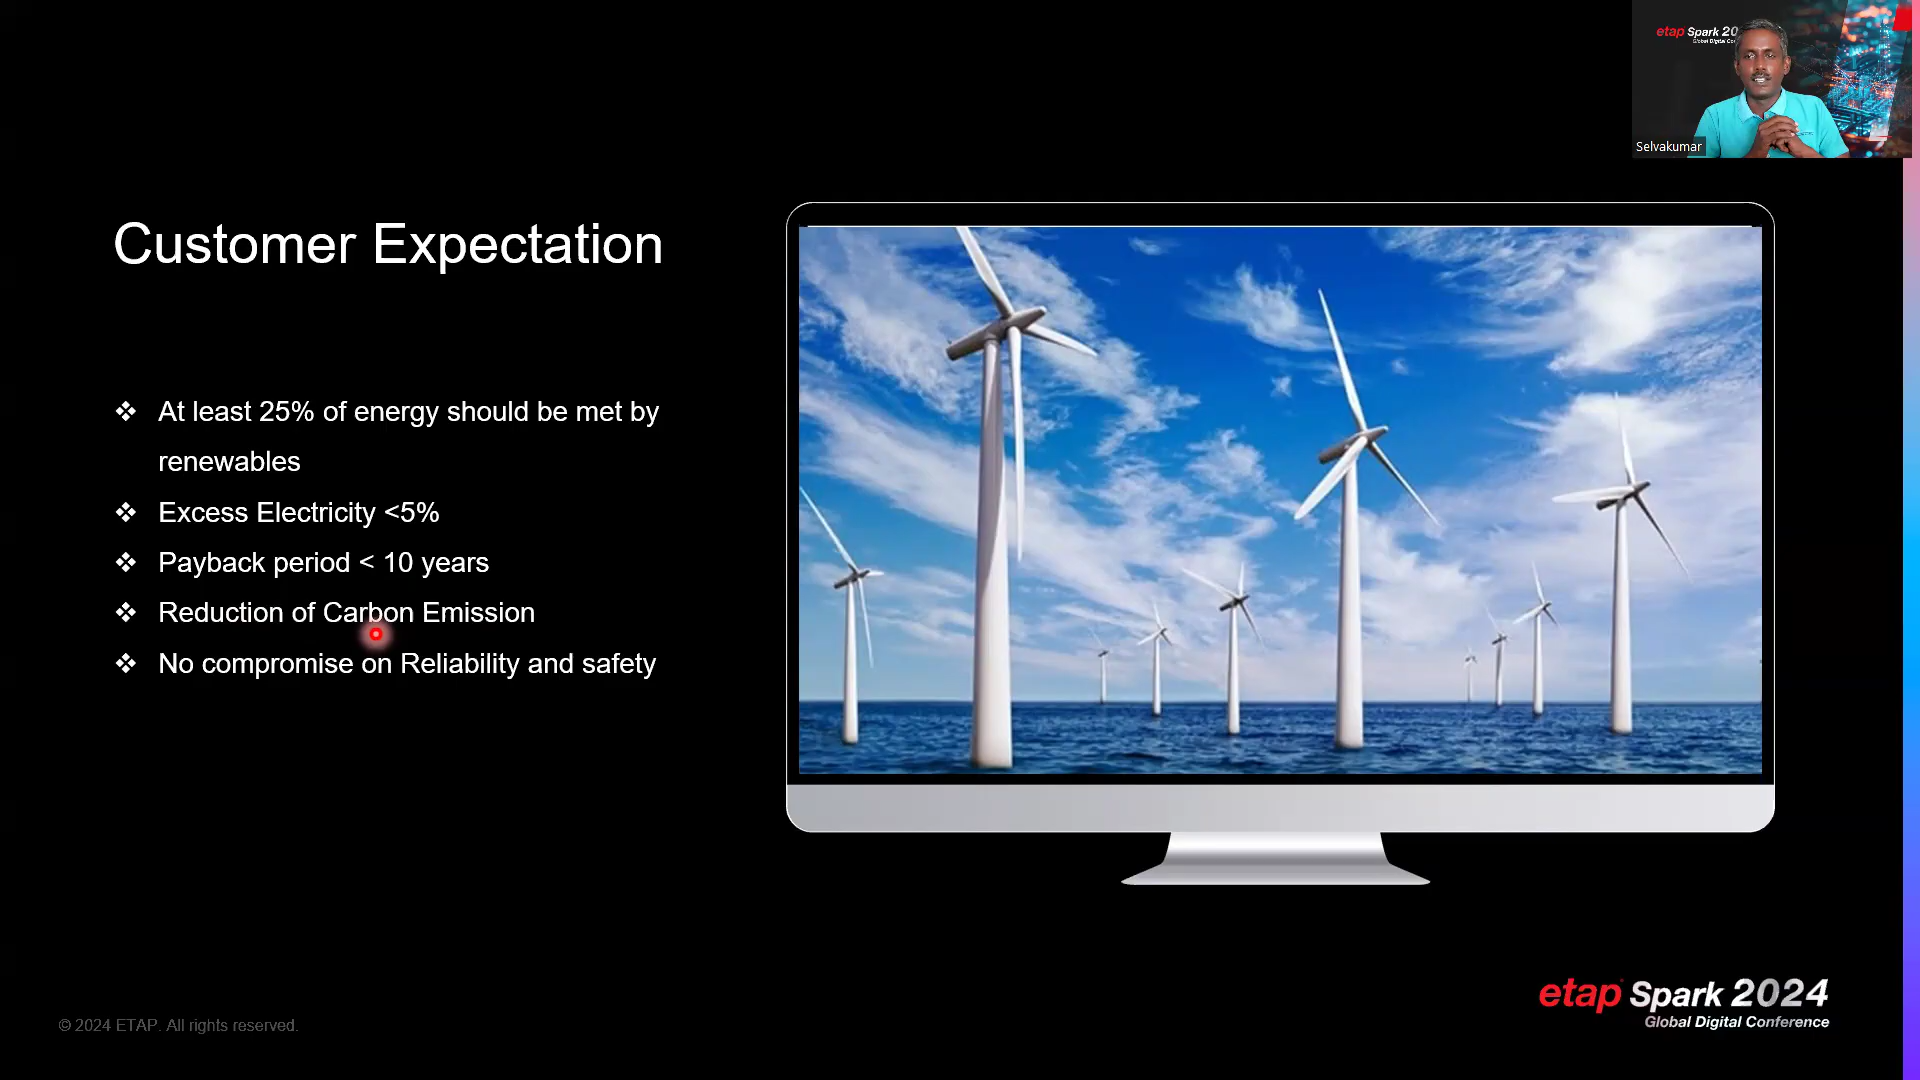 etap Spark 20
Selvakumar
Customer Expectation
❖ At least 25% of energy should be met by
renewables
❖ Excess Electricity <5%
❖ Payback period < 10 years
❖ Reduction of Carbon Emission
❖ No compromise on Reliability and safety
etap Spark 2024
Global Digital Conference
© 2024 ETAP. All rights reserved.